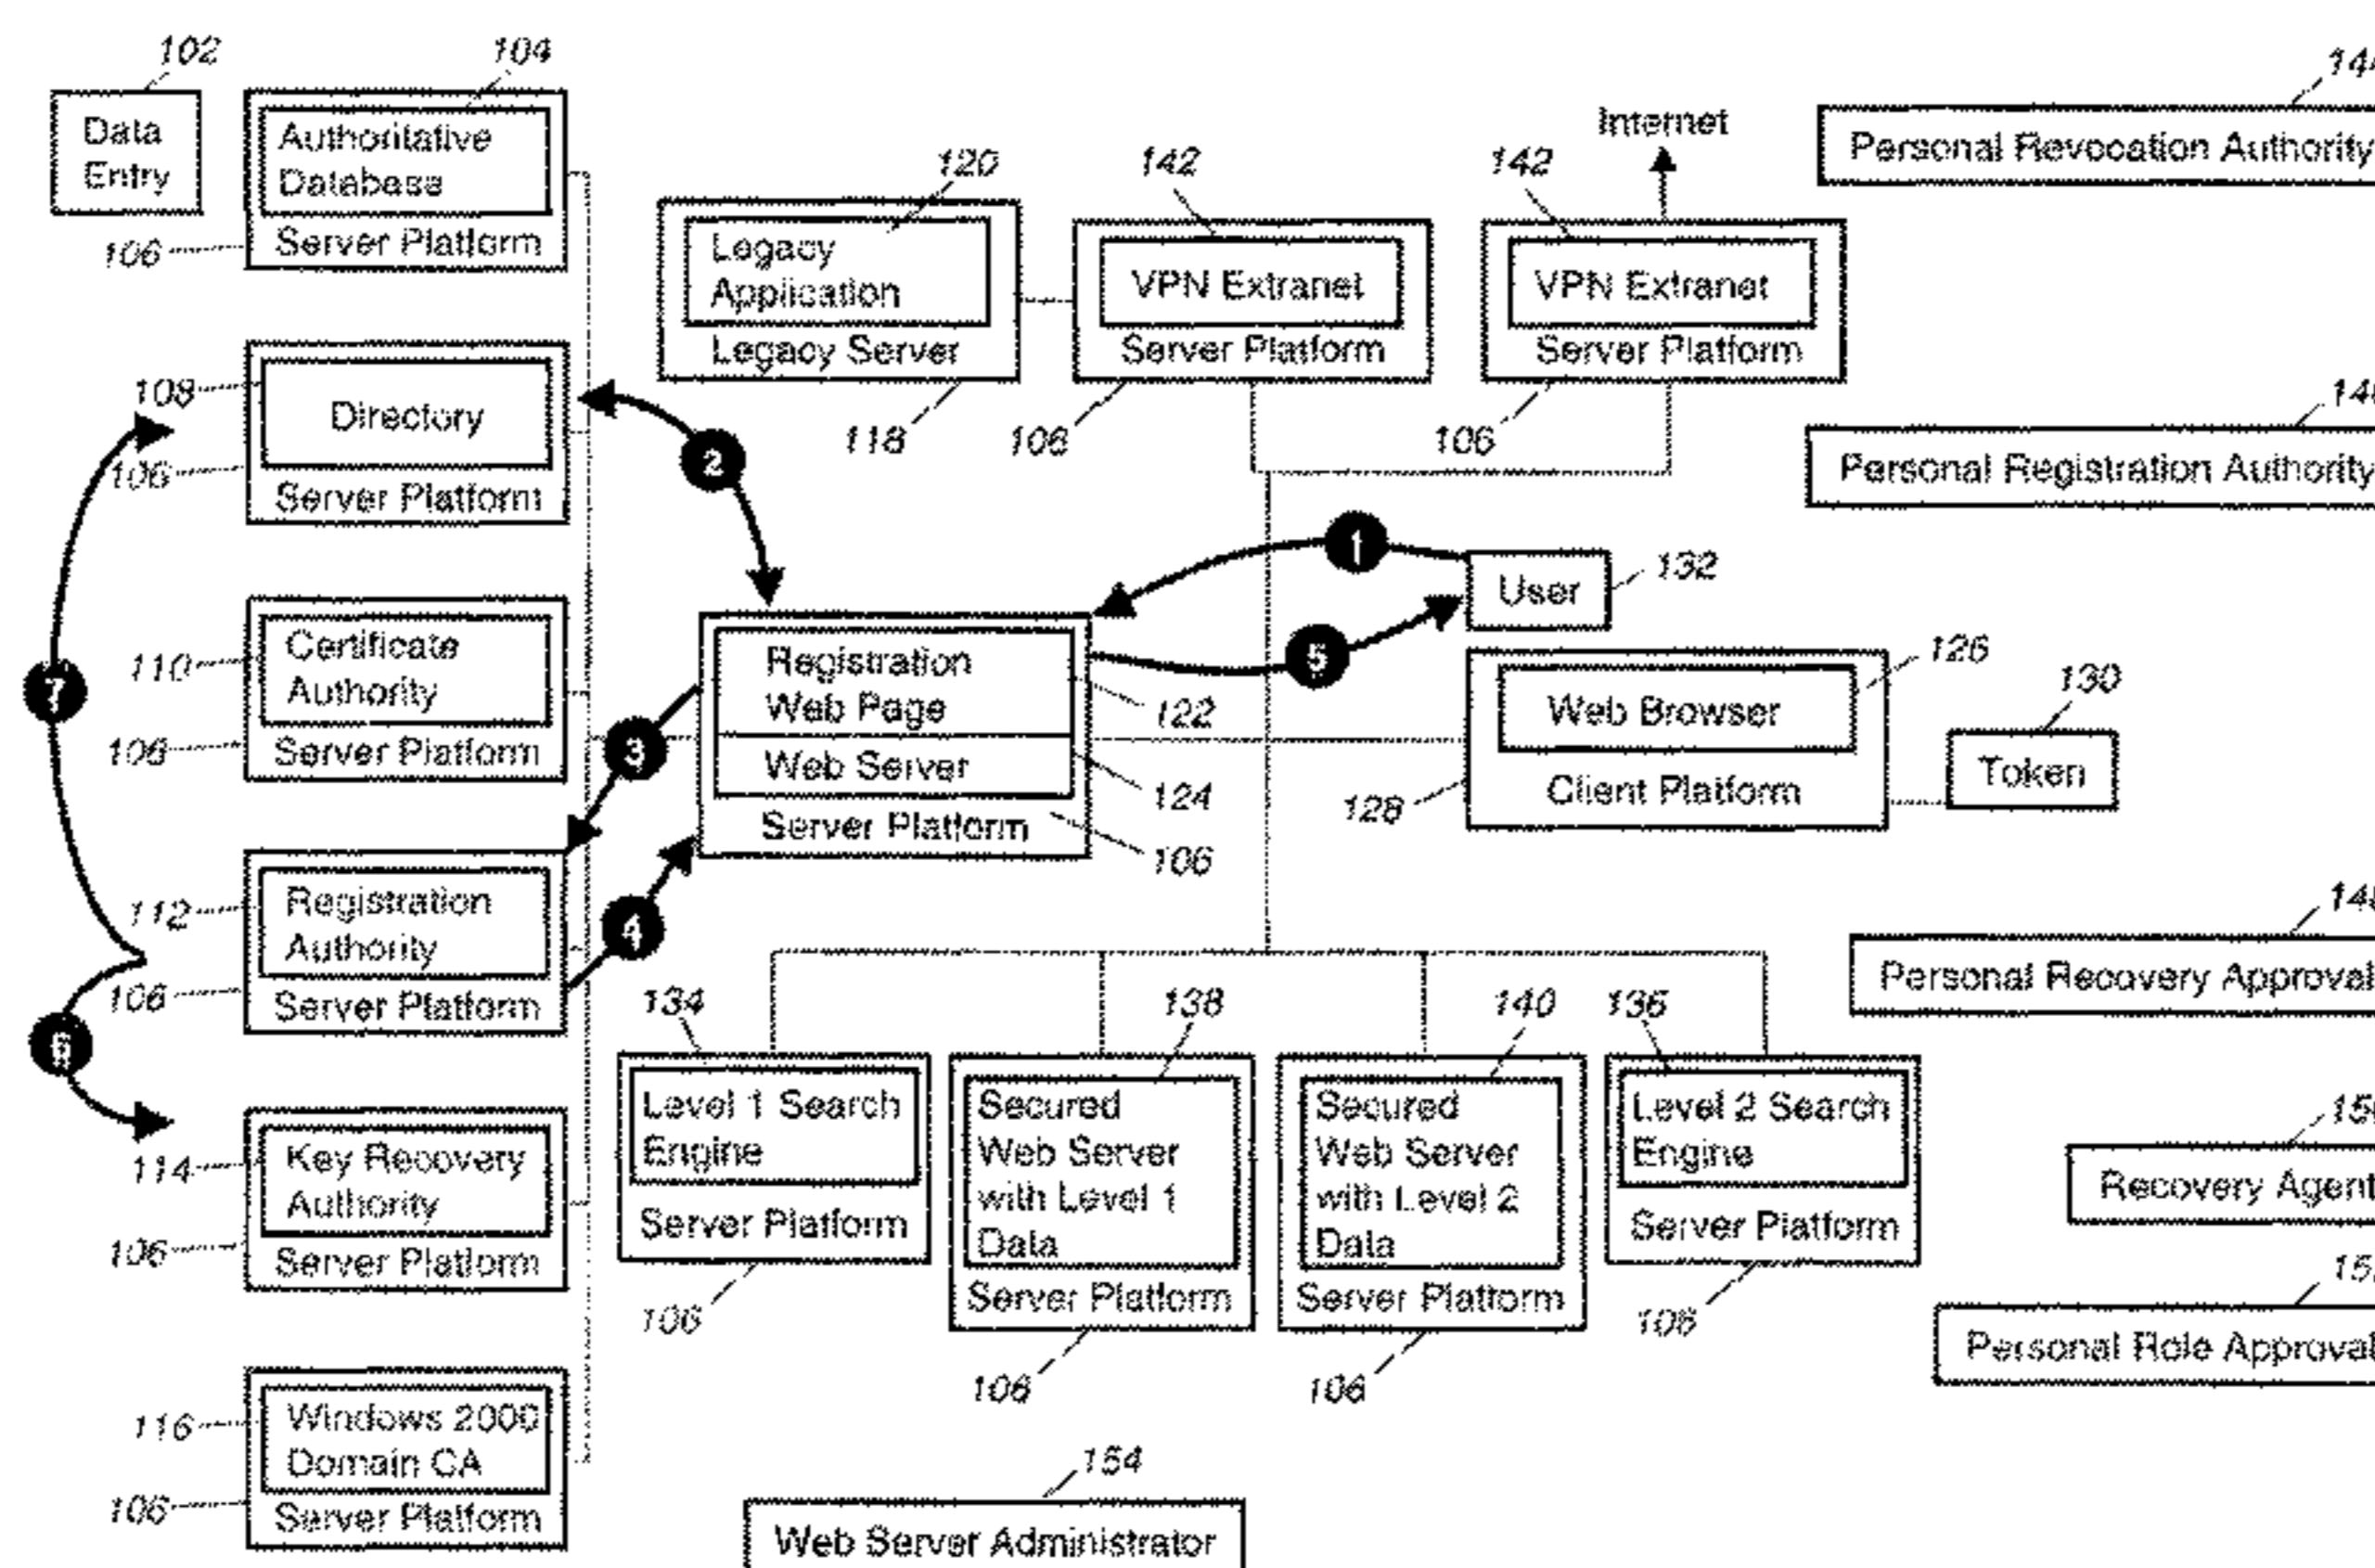 102
104
Data
Entry
Authoritative
Database
Server Platform
106
120
142
142
Internet
Legacy
Application
Legacy Server
118
VPN Extranet
Server Platform
106
VPN Extranet
Server Platform
106
Personal Revocation Authority
Personal Registration Authority
108
Directory
106
Server Platform
2
1
User
132
5
110
Certificate
Authority
106
Server Platform
7
3
Registration
Web Page
122
Web Server
124
Server Platform
106
126
Web Browser
Client Platform
128
130
Token
112
Registration
Authority
106
Server Platform
4
6
Personal Recovery Approval
134
138
140
136
Level 1 Search
Engine
Server Platform
106
Secured
Web Server
with Level 1
Data
Server Platform
106
Secured
Web Server
with Level 2
Data
Server Platform
106
Level 2 Search
Engine
Server Platform
106
114
Key Recovery
Authority
106
Server Platform
Recovery Agent
Personal Role Approval
116
Windows 2000
Domain CA
106
Server Platform
154
Web Server Administrator